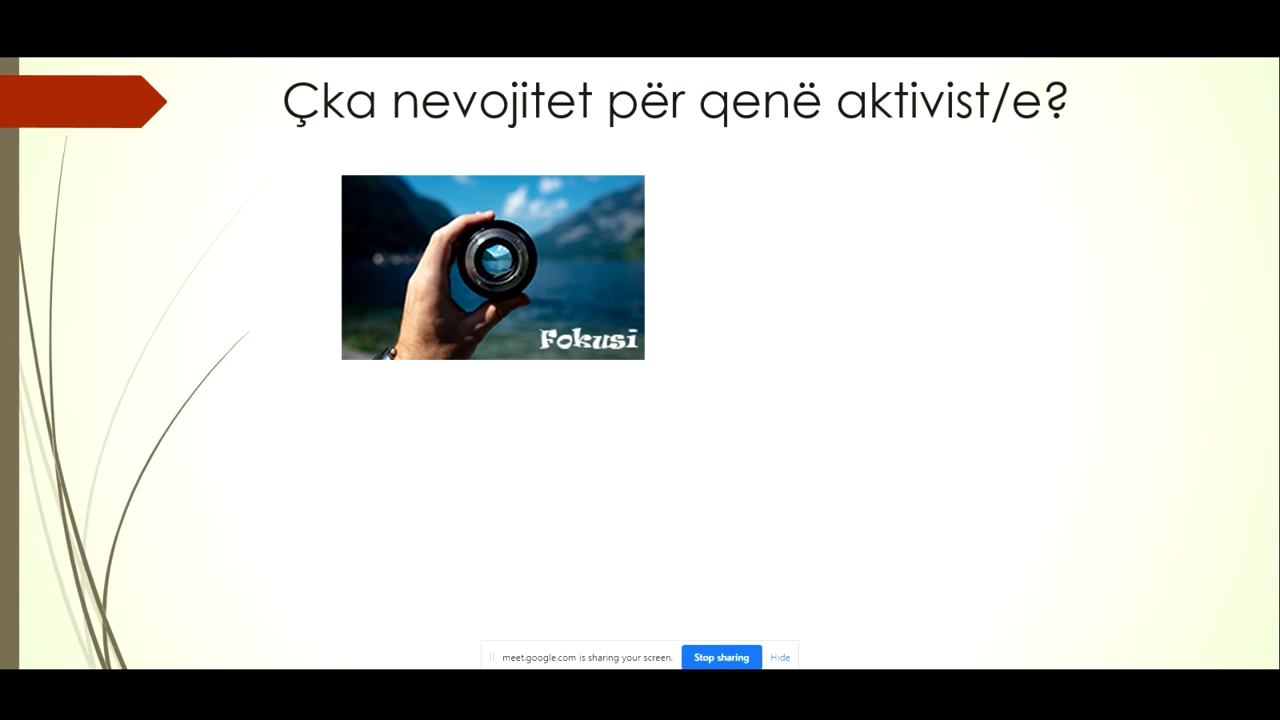 Çka nevojitet për qenë aktivist/e?
Fokusi
meet.google.com is sharing your screen. Stop sharing Hide